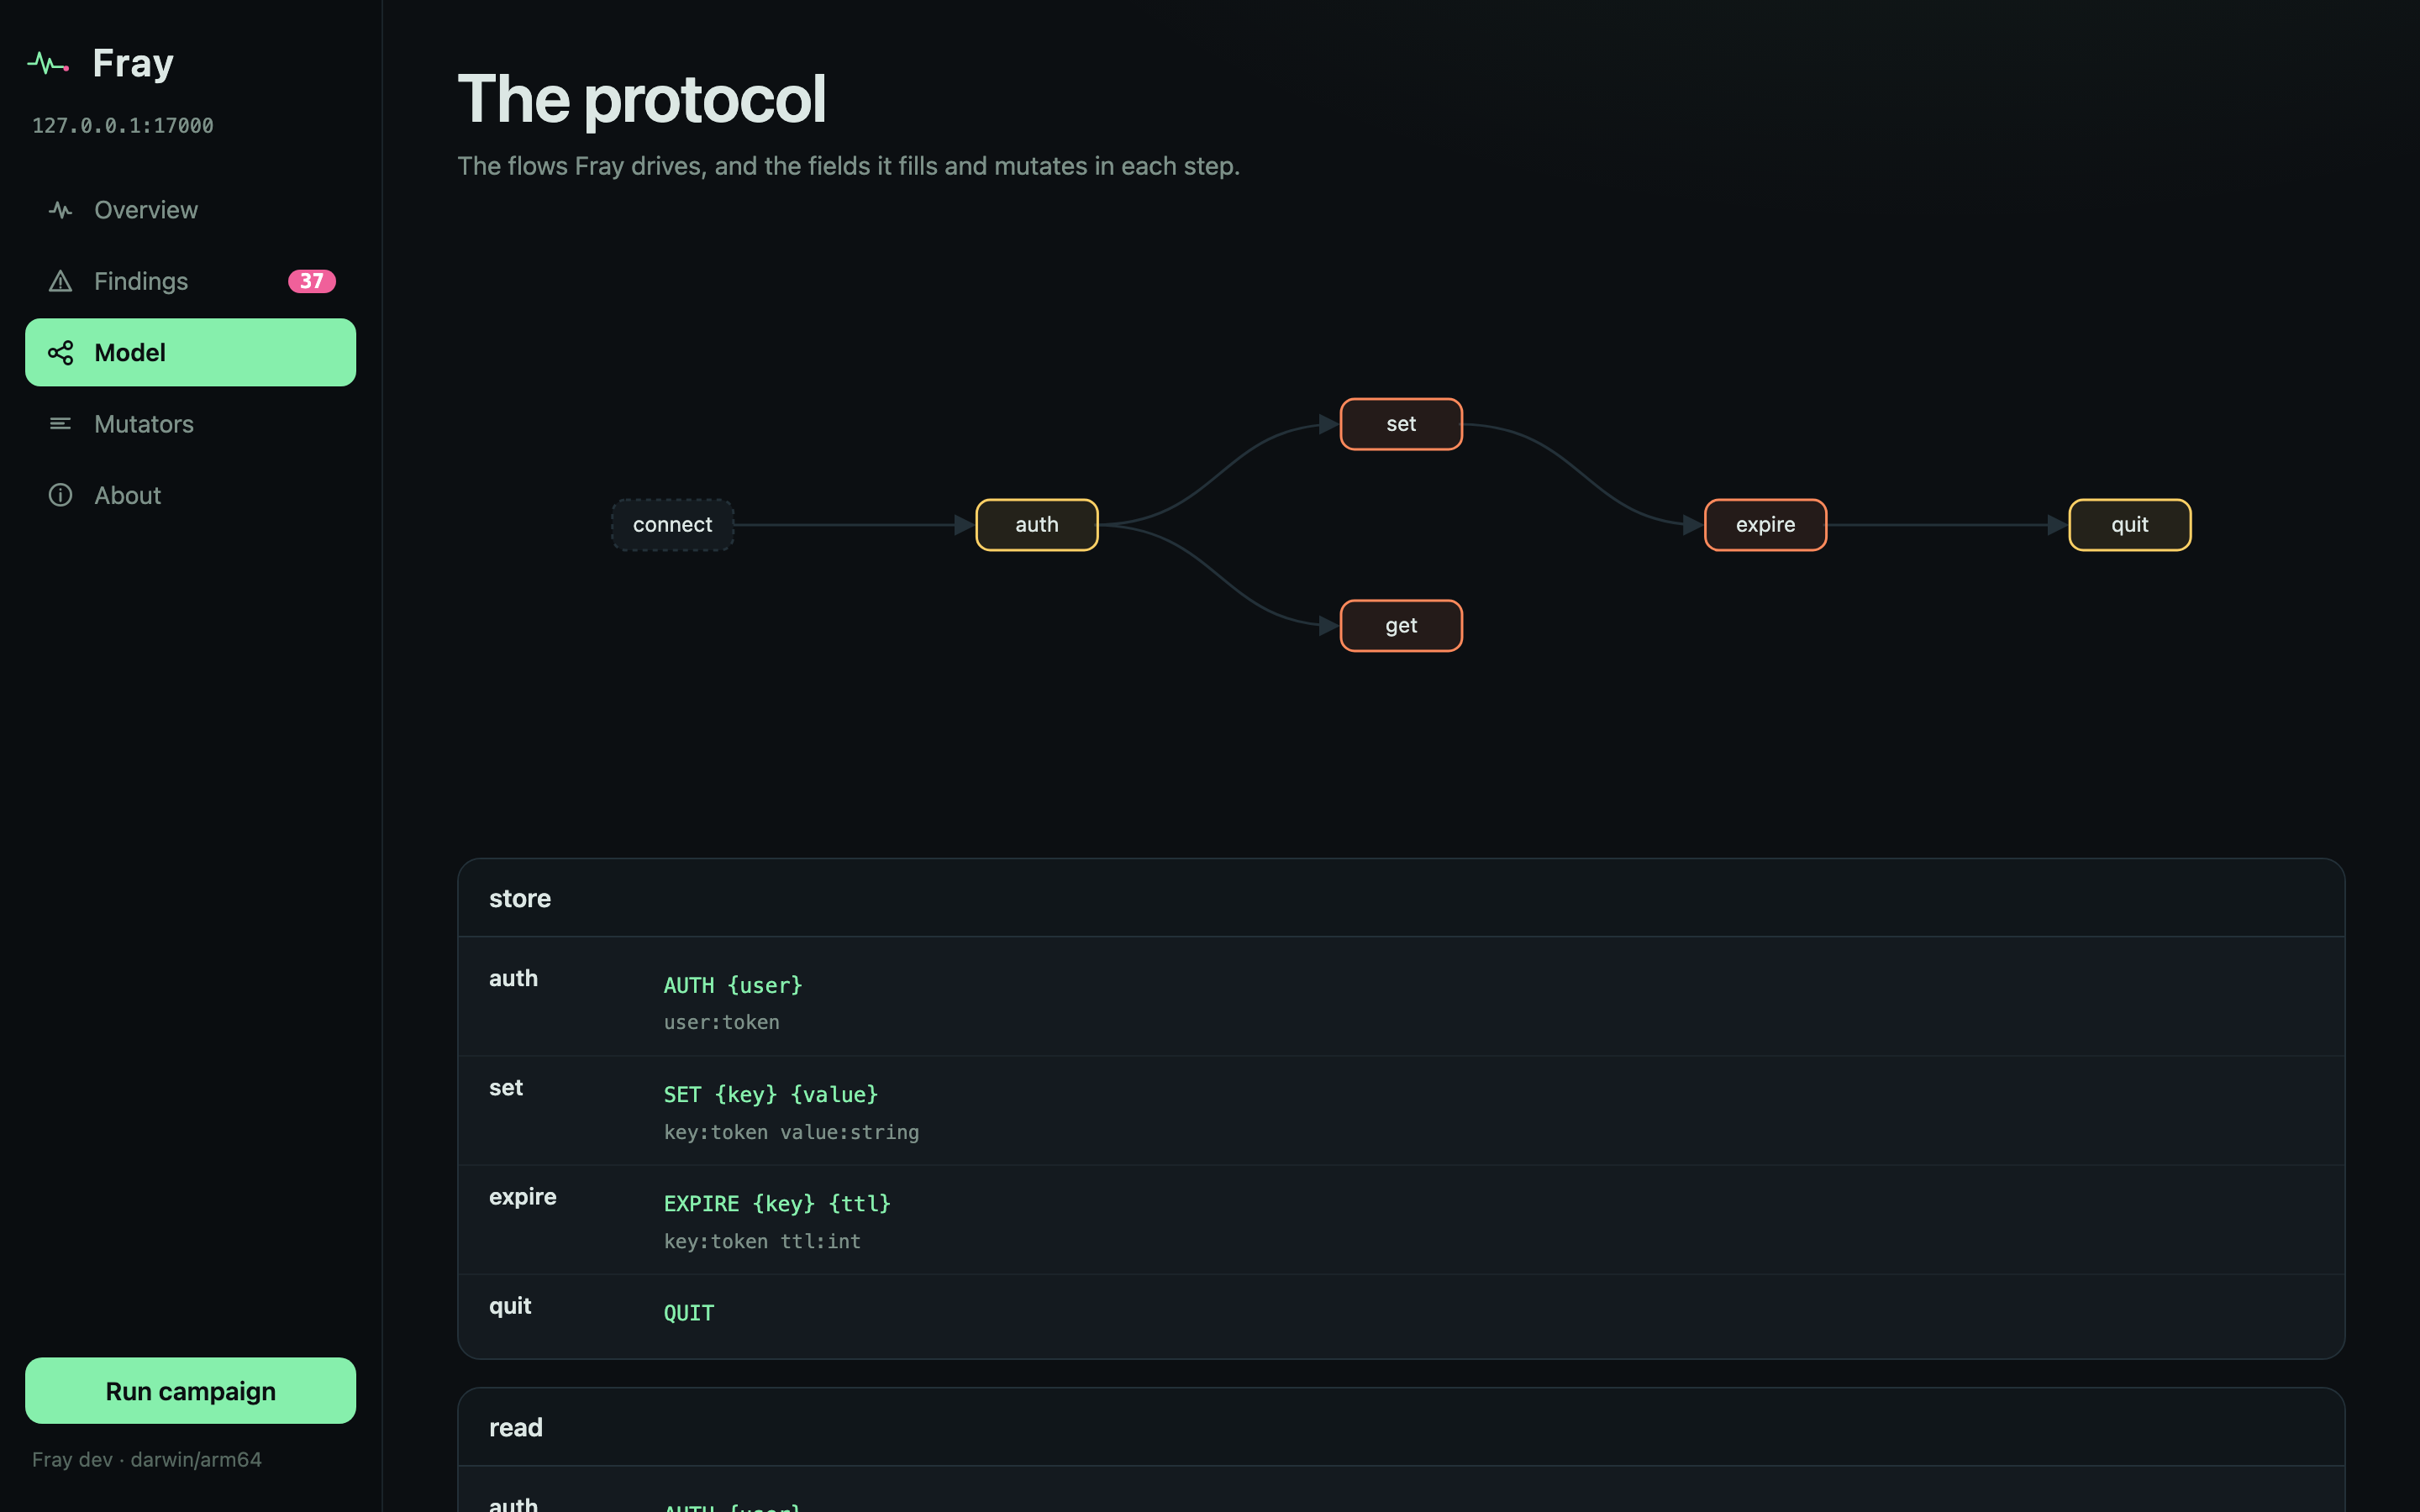 Fray
127.0.0.1:17000
Overview
Findings 37
Model
Mutators
About
Run campaign
Fray dev · darwin/arm64
The protocol
The flows Fray drives, and the fields it fills and mutates in each step.
connect
auth
set
get
expire
quit
store
auth AUTH {user}
user:token
set SET {key} {value}
key:token value:string
expire EXPIRE {key} {ttl}
key:token ttl:int
quit QUIT
read
auth AUTH {user}